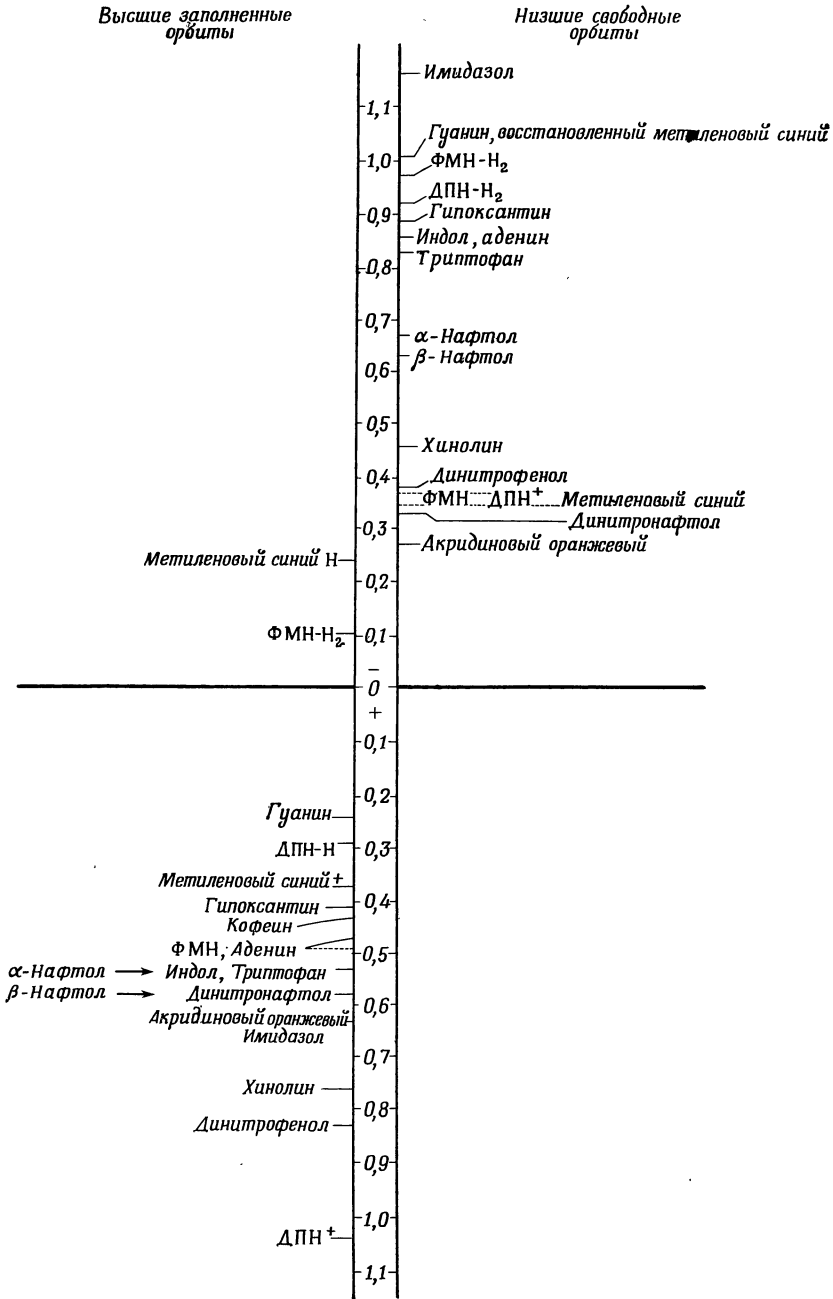 Высшие заполненные
орбиты
Низшие свободные
орбиты
Имидазол
1,1
Гуанин, восстановленный метиленовый синий
1,0
ФМН-H₂
ДПН-H₂
0,9
Гипоксантин
Индол, аденин
Триптофан
0,8
0,7
α-Нафтол
β-Нафтол
0,6
0,5
Хинолин
0,4
Динитрофенол
ФМН ДПН⁺ Метиленовый синий
0,3
Динитронафтол
Акридиновый оранжевый
Метиленовый синий H
0,2
ФМН-H₂
0,1
−
0
+
0,1
0,2
Гуанин
ДПН-H
0,3
Метиленовый синий±
0,4
Гипоксантин
Кофеин
ФМН, Аденин
0,5
α-Нафтол → Индол, Триптофан
β-Нафтол → Динитронафтол
0,6
Акридиновый оранжевый
Имидазол
0,7
Хинолин
0,8
Динитрофенол
0,9
1,0
ДПН⁺
1,1